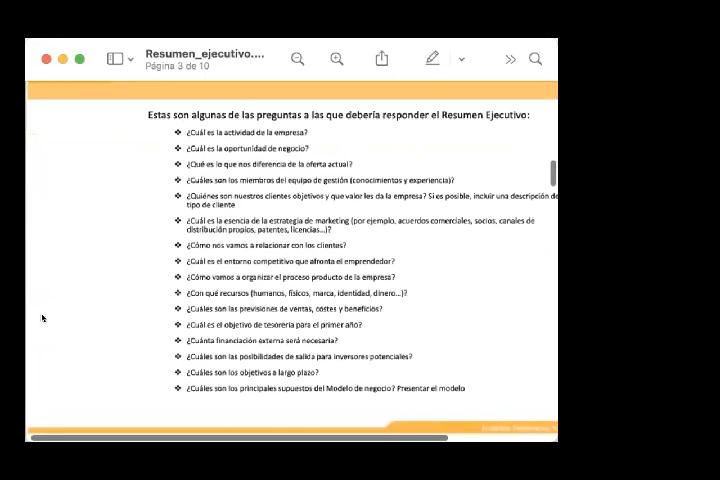 Resumen_ejecutivo....
Página 3 de 10
Estas son algunas de las preguntas a las que debería responder el Resumen Ejecutivo:
❖ ¿Cuál es la actividad de la empresa?
❖ ¿Cuál es la oportunidad de negocio?
❖ ¿Qué es lo que nos diferencia de la oferta actual?
❖ ¿Cuáles son los miembros del equipo de gestión (conocimientos y experiencia)?
❖ ¿Quiénes son nuestros clientes objetivos y que valor les da la empresa? Si es posible, incluir una descripción de
tipo de cliente
❖ ¿Cuál es la esencia de la estrategia de marketing (por ejemplo, acuerdos comerciales, socios, canales de
distribución propios, patentes, licencias...)?
❖ ¿Cómo nos vamos a relacionar con los clientes?
❖ ¿Cuál es el entorno competitivo que afronta el emprendedor?
❖ ¿Cómo vamos a organizar el proceso producto de la empresa?
❖ ¿Con qué recursos (humanos, físicos, marca, identidad, dinero...)?
❖ ¿Cuáles son las previsiones de ventas, costes y beneficios?
❖ ¿Cuál es el objetivo de tesorería para el primer año?
❖ ¿Cuánta financiación externa será necesaria?
❖ ¿Cuáles son las posibilidades de salida para inversores potenciales?
❖ ¿Cuáles son los objetivos a largo plazo?
❖ ¿Cuáles son los principales supuestos del Modelo de negocio? Presentar el modelo